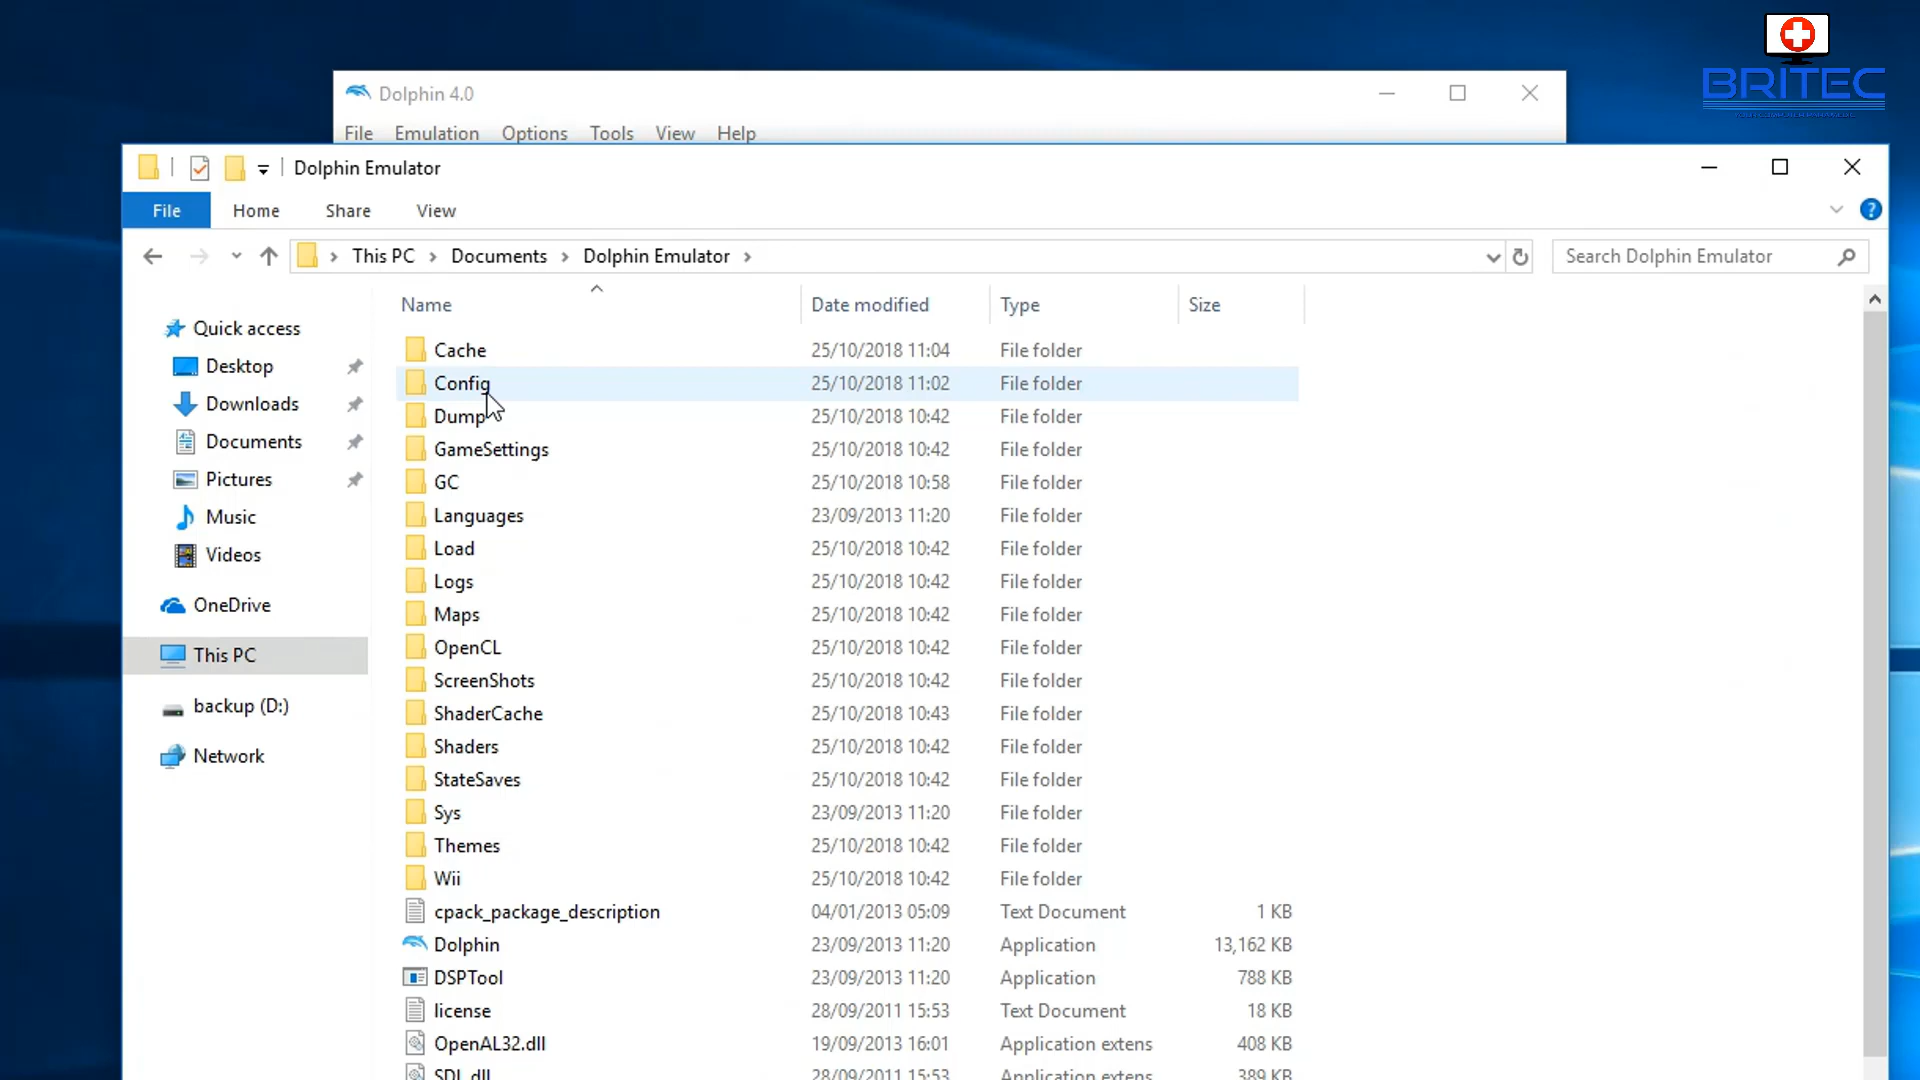 BRITEC
Dolphin 4.0
File Emulation Options Tools View Help
Dolphin Emulator
File Home Share View
This PC Documents Dolphin Emulator
Search Dolphin Emulator
Name Date modified Type Size
Quick access
Desktop
Downloads
Documents
Pictures
Music
Videos
OneDrive
This PC
backup (D:)
Network
Cache 25/10/2018 11:04 File folder
Config 25/10/2018 11:02 File folder
Dump 25/10/2018 10:42 File folder
GameSettings 25/10/2018 10:42 File folder
GC 25/10/2018 10:58 File folder
Languages 23/09/2013 11:20 File folder
Load 25/10/2018 10:42 File folder
Logs 25/10/2018 10:42 File folder
Maps 25/10/2018 10:42 File folder
OpenCL 25/10/2018 10:42 File folder
ScreenShots 25/10/2018 10:42 File folder
ShaderCache 25/10/2018 10:43 File folder
Shaders 25/10/2018 10:42 File folder
StateSaves 25/10/2018 10:42 File folder
Sys 23/09/2013 11:20 File folder
Themes 25/10/2018 10:42 File folder
Wii 25/10/2018 10:42 File folder
cpack_package_description 04/01/2013 05:09 Text Document 1 KB
Dolphin 23/09/2013 11:20 Application 13,162 KB
DSPTool 23/09/2013 11:20 Application 788 KB
license 28/09/2011 15:53 Text Document 18 KB
OpenAL32.dll 19/09/2013 16:01 Application extens 408 KB
SDL.dll 28/09/2011 15:53 Application extens 389 KB